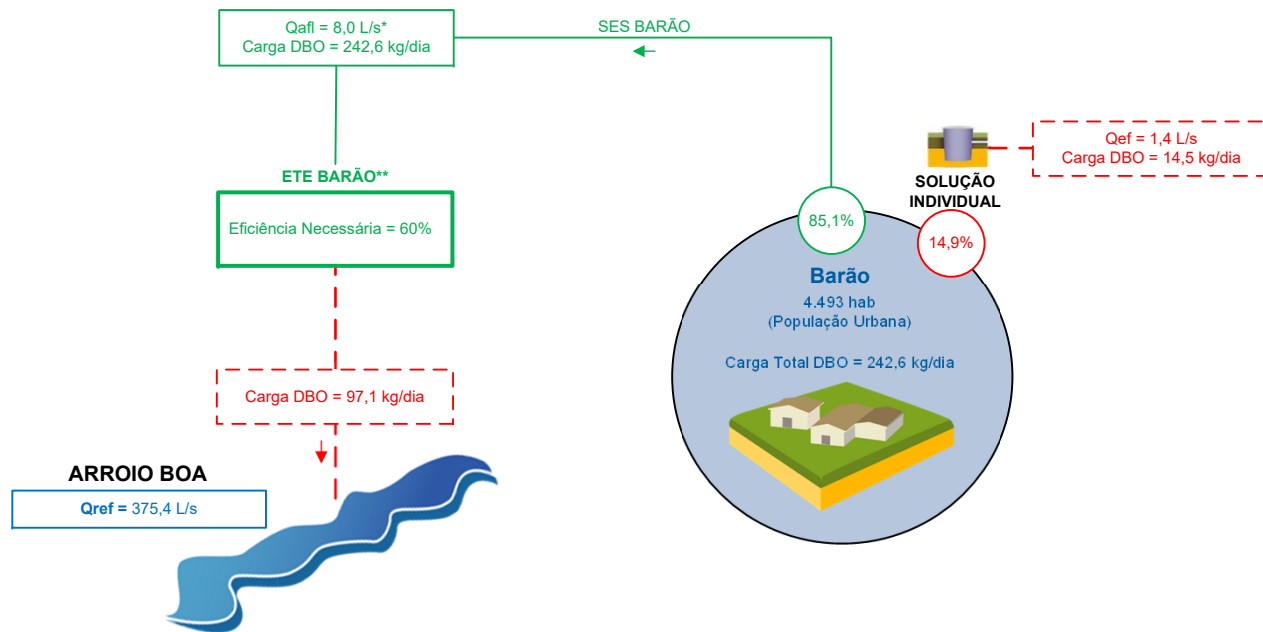 Qafl = 8,0 L/s*
Carga DBO = 242,6 kg/dia
SES BARÃO
Qef = 1,4 L/s
Carga DBO = 14,5 kg/dia
SOLUÇÃO
INDIVIDUAL
ETE BARÃO**
Eficiência Necessária = 60%
85,1%
14,9%
Barão
4.493 hab
(População Urbana)
Carga Total DBO = 242,6 kg/dia
Carga DBO = 97,1 kg/dia
ARROIO BOA
Qref = 375,4 L/s